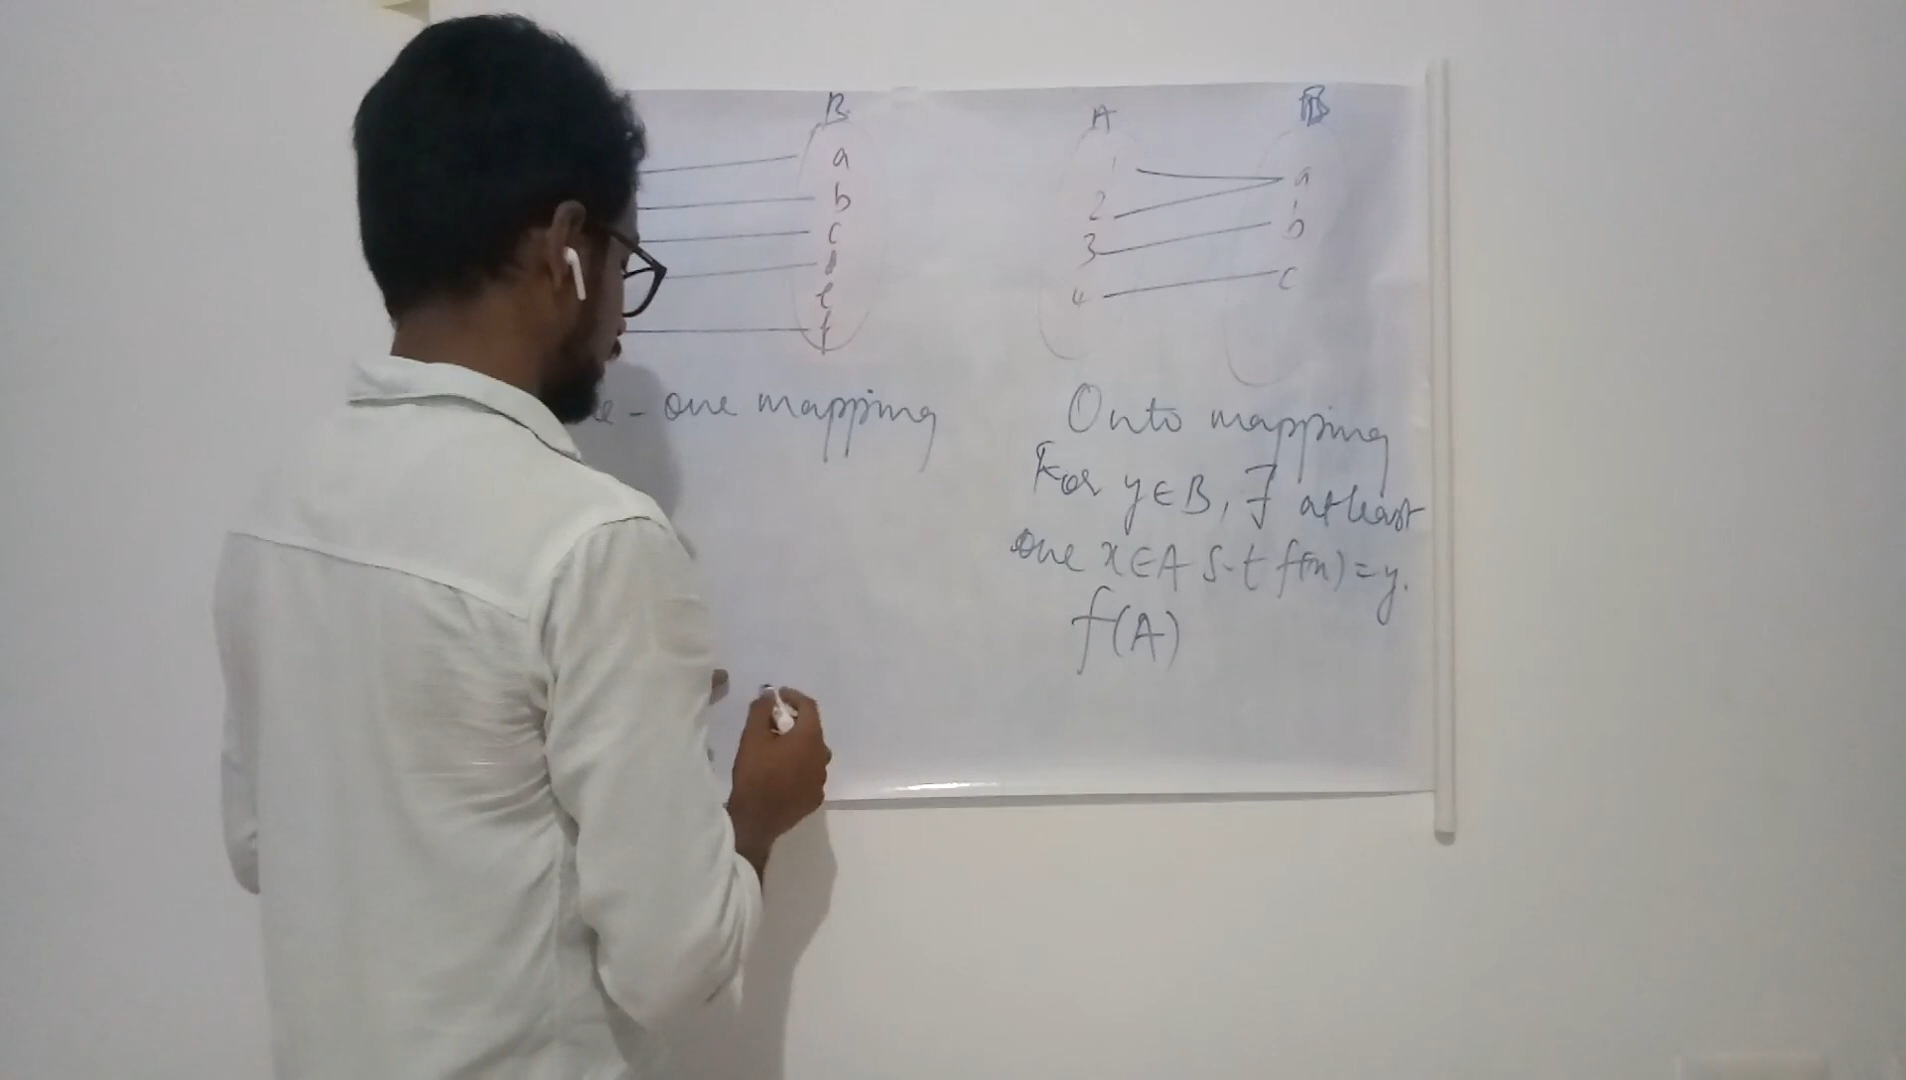 B
a
b
c
d
e
f
one mapping
A
B
1
2
3
4
a
b
c
Onto mapping
For y∈B, ∃ atleast
one x∈A s.t f(x)=y.
f(A)